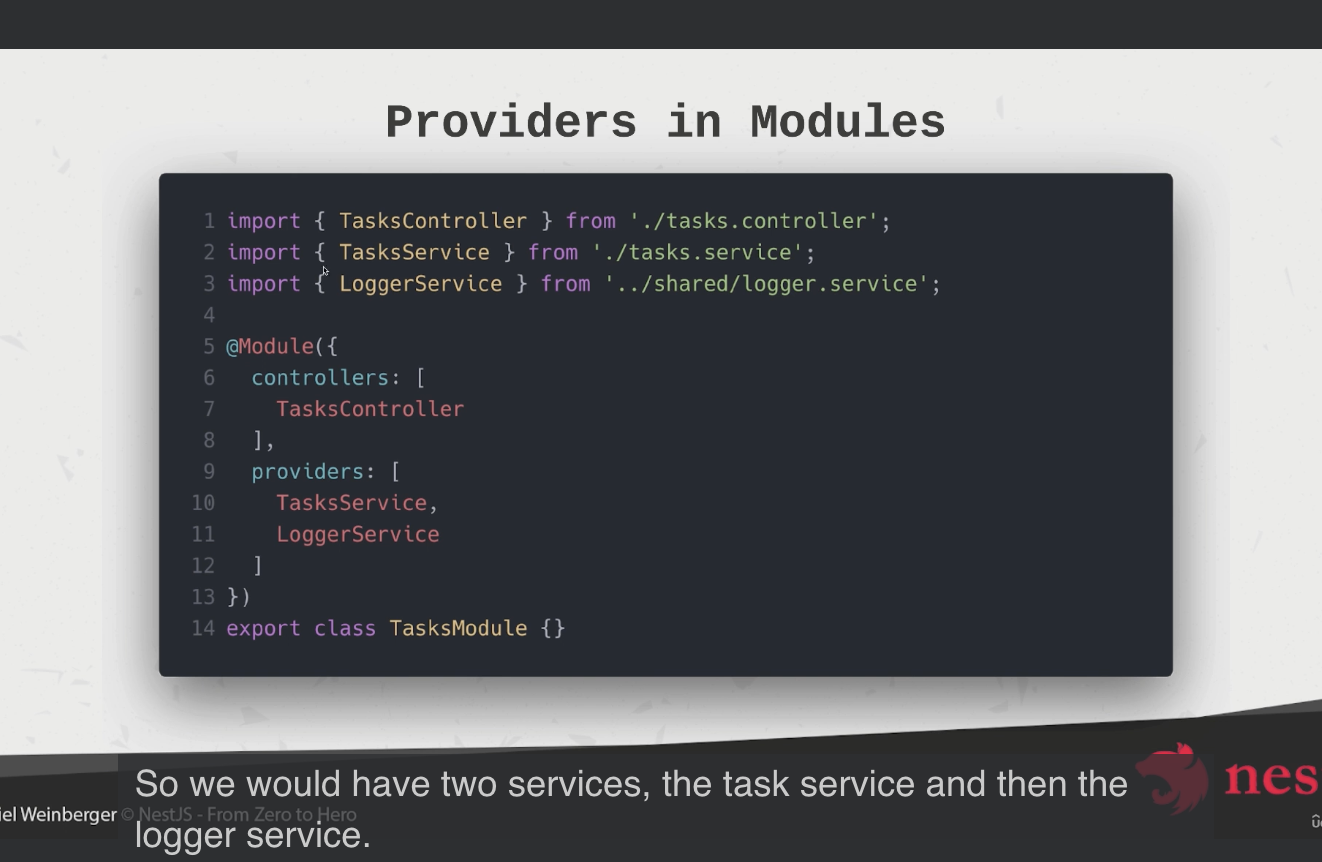 Providers in Modules
1 import { TasksController } from './tasks.controller';
2 import { TasksService } from './tasks.service';
3 import { LoggerService } from '../shared/logger.service';
4
5 @Module({
6   controllers: [
7     TasksController
8   ],
9   providers: [
10     TasksService,
11     LoggerService
12   ]
13 })
14 export class TasksModule {}
So we would have two services, the task service and then the
logger service.
iel Weinberger © NestJS - From Zero to Hero
nes